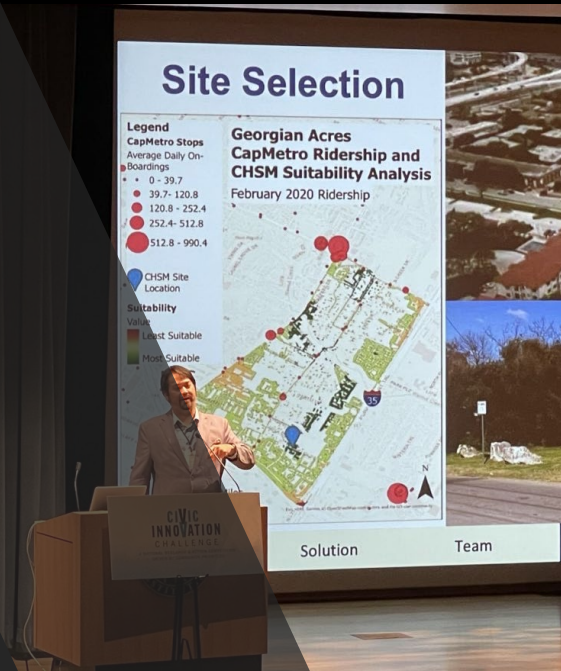 Site Selection
Legend
CapMetro Stops
Average Daily On-
Boardings
0 - 39.7
39.7- 120.8
120.8 - 252.4
252.4- 512.8
512.8 - 990.4
CHSM Site
Location
Suitability
Value
Least Suitable
Most Suitable
Georgian Acres
CapMetro Ridership and
CHSM Suitability Analysis
February 2020 Ridership
35
N
CIVIC
INNOVATION
CHALLENGE
Solution
Team